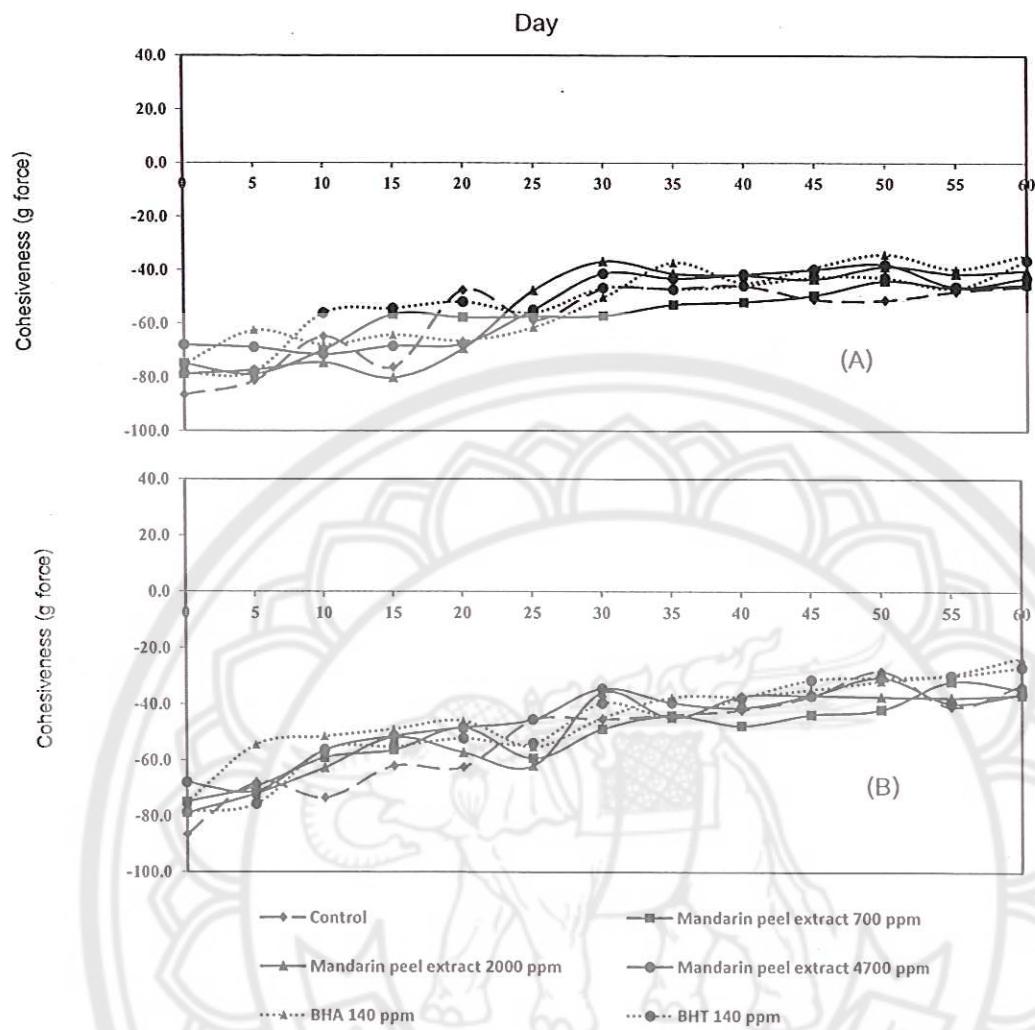 Day
Cohesiveness (g force)
40.0
20.0
0.0
0 5 10 15 20 25 30 35 40 45 50 55 60
-20.0
-40.0
-60.0
-80.0
-100.0
(A)
Cohesiveness (g force)
40.0
20.0
0.0
0 5 10 15 20 25 30 35 40 45 50 55 60
-20.0
-40.0
-60.0
-80.0
-100.0
(B)
Control
Mandarin peel extract 700 ppm
Mandarin peel extract 2000 ppm
Mandarin peel extract 4700 ppm
BHA 140 ppm
BHT 140 ppm